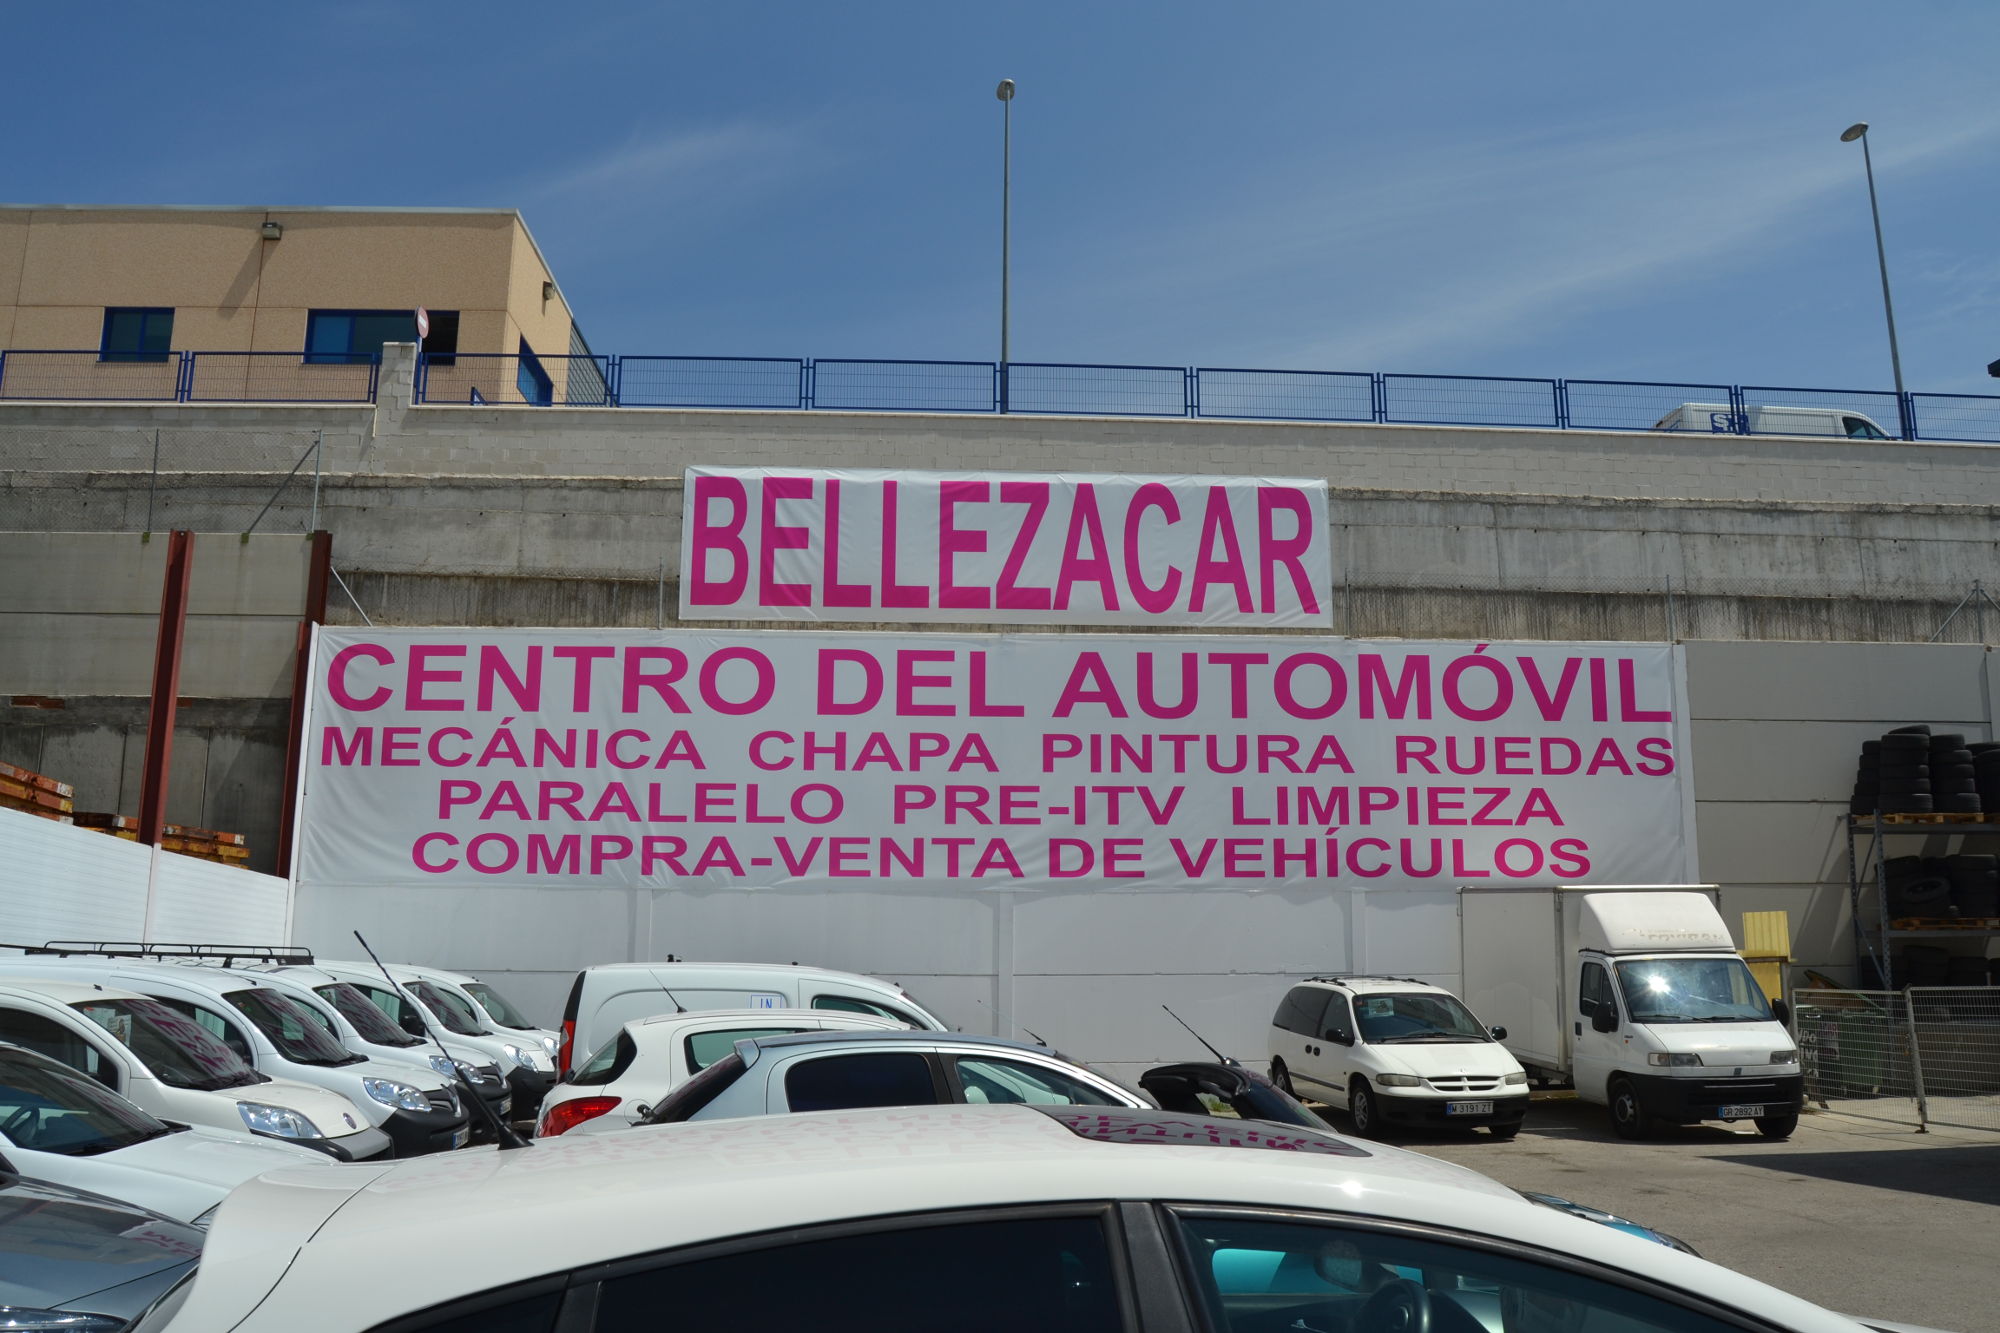 BELLEZACAR
CENTRO DEL AUTOMÓVIL
MECÁNICA CHAPA PINTURA RUEDAS
PARALELO PRE-ITV LIMPIEZA
COMPRA-VENTA DE VEHÍCULOS
M 3191 ZT
GR 2892 AY